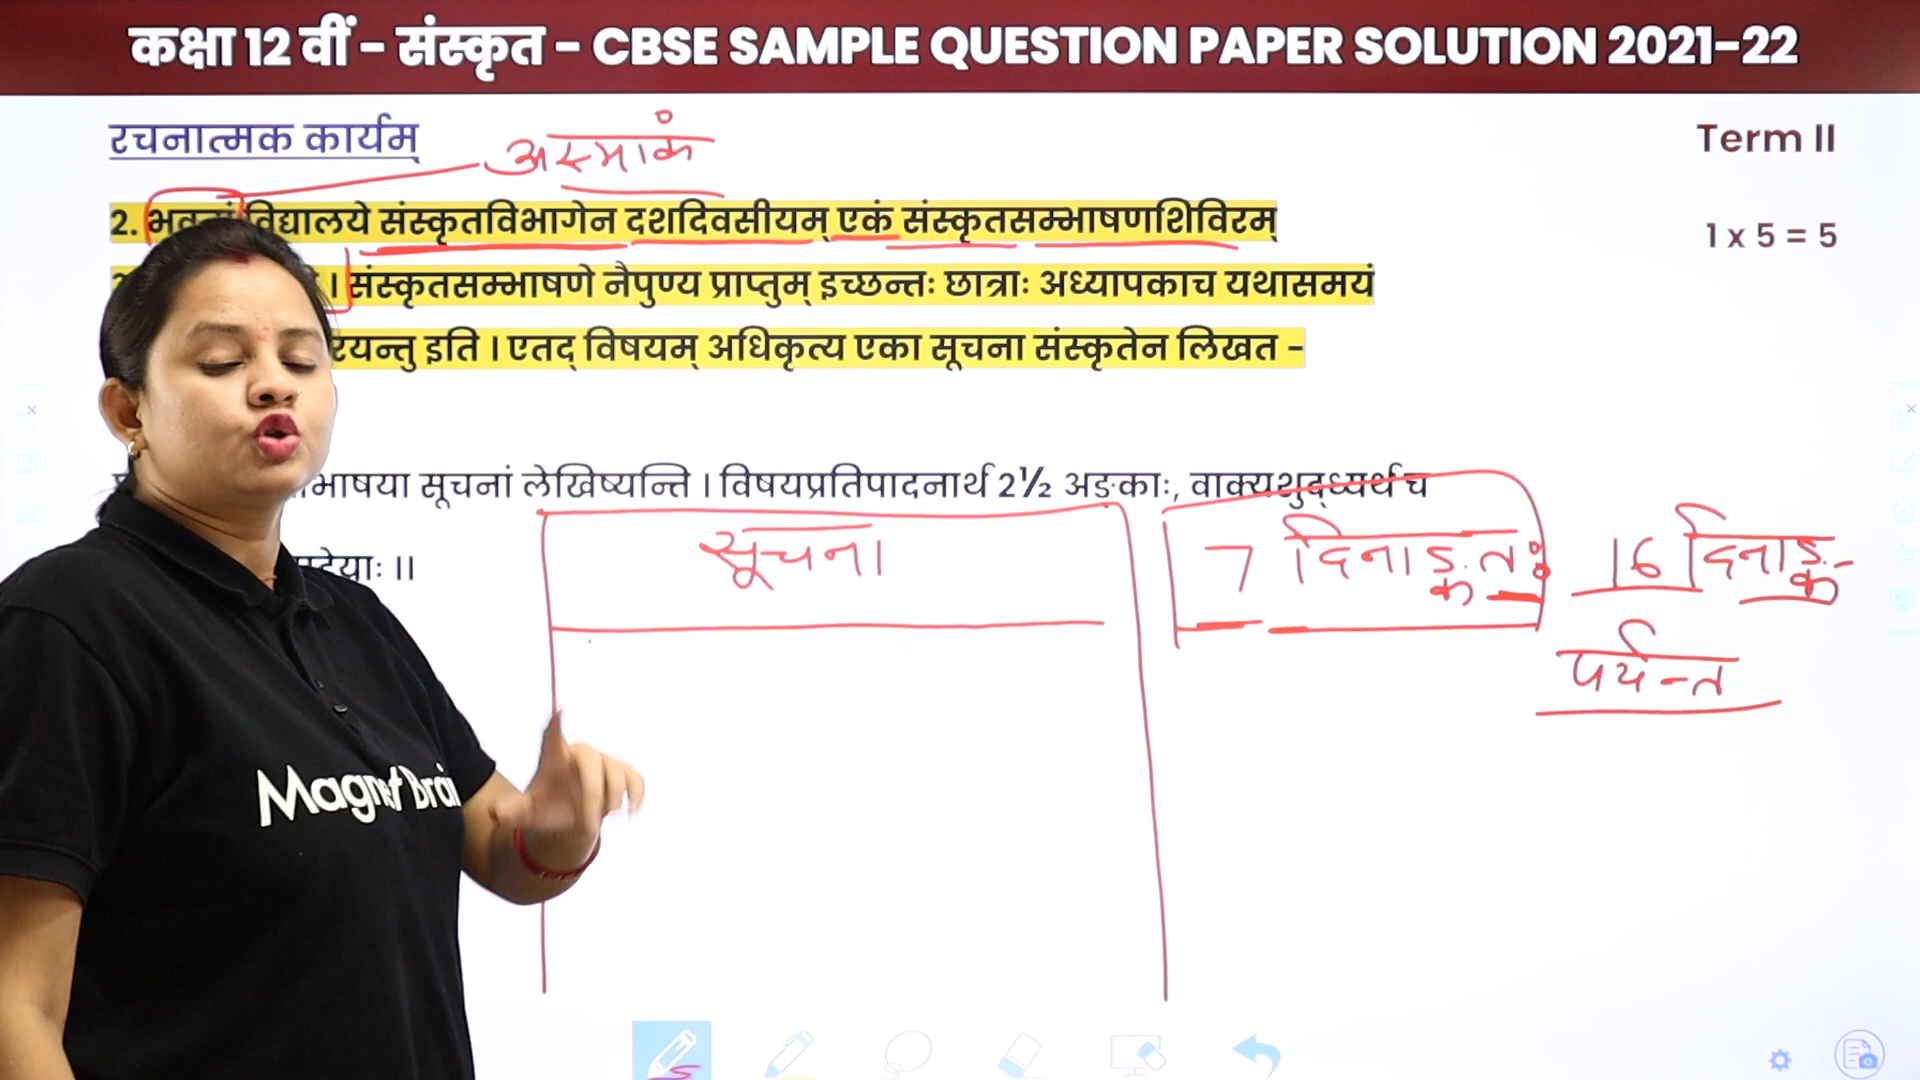 कक्षा 12 वीं - संस्कृत - CBSE SAMPLE QUESTION PAPER SOLUTION 2021-22
रचनात्मक कार्यम्
अस्माकं
Term II
2. भवतां विद्यालये संस्कृतविभागेन दशदिवसीयम् एकं संस्कृतसम्भाषणशिविरम्
1 x 5 = 5
। संस्कृतसम्भाषणे नैपुण्य प्राप्तुम् इच्छन्तः छात्राः अध्यापकाच यथासमयं
इति । एतद् विषयम् अधिकृत्य एका सूचना संस्कृतेन लिखत -
सूचनां लेखिष्यन्ति । विषयप्रतिपादनार्थ 2½ अङ्काः, वाक्यशुद्ध्यर्थ च
।।
सूचना
7 दिनाङ्कतः
16 दिनाङ्क-
पर्यन्त
Magnet Brai